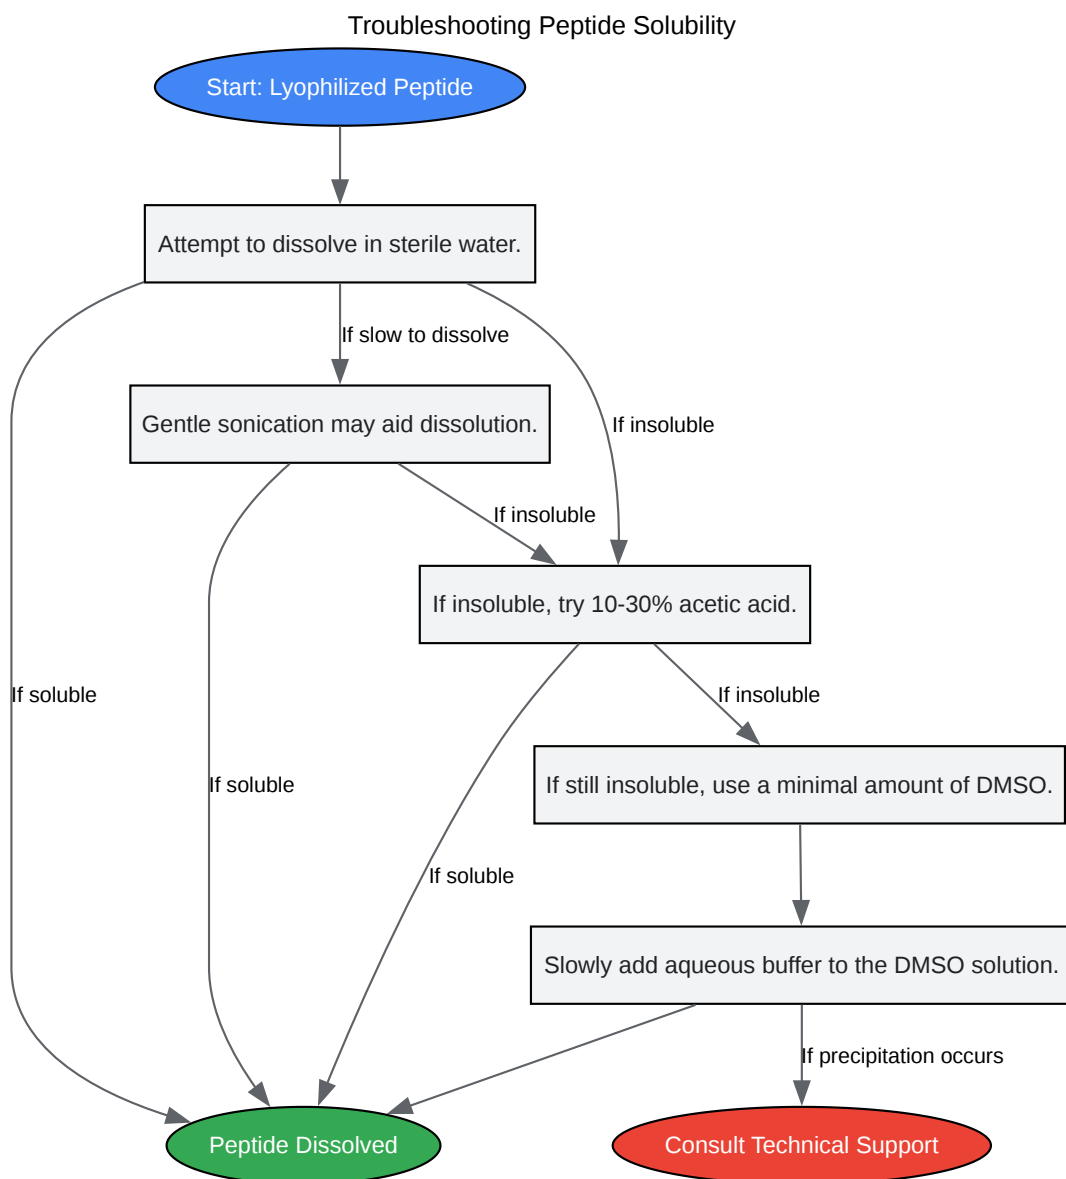 Troubleshooting Peptide Solubility
Start: Lyophilized Peptide
Attempt to dissolve in sterile water.
If slow to dissolve
Gentle sonication may aid dissolution.
If insoluble
If insoluble
If insoluble, try 10-30% acetic acid.
If soluble
If insoluble
If still insoluble, use a minimal amount of DMSO.
If soluble
If soluble
Slowly add aqueous buffer to the DMSO solution.
If precipitation occurs
Peptide Dissolved
Consult Technical Support